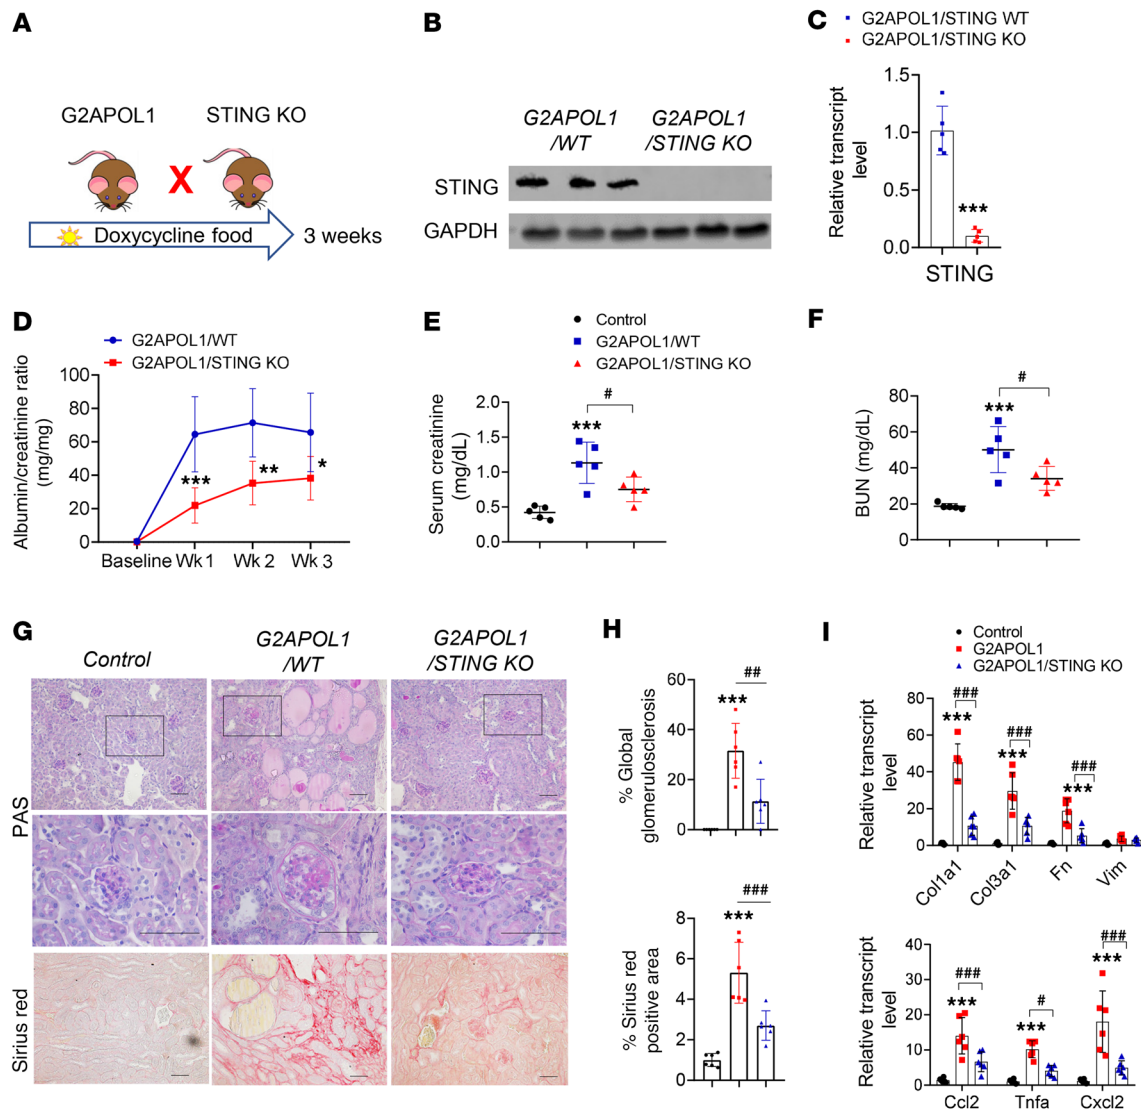 A
G2APOL1
STING KO
X
Doxycycline food
3 weeks
B
G2APOL1
/WT
G2APOL1
/STING KO
STING
GAPDH
C
G2APOL1/STING WT
G2APOL1/STING KO
Relative transcript
level
1.5
1.0
0.5
0.0
***
STING
D
G2APOL1/WT
G2APOL1/STING KO
Albumin/creatinine ratio
(mg/mg)
100
80
60
40
20
0
***
**
*
Baseline Wk 1 Wk 2 Wk 3
E
Control
G2APOL1/WT
G2APOL1/STING KO
Serum creatinine
(mg/dL)
2.0
1.5
1.0
0.5
0.0
***
#
F
BUN (mg/dL)
80
60
40
20
0
***
#
G
Control
G2APOL1
/WT
G2APOL1
/STING KO
PAS
Sirius red
H
% Global
glomerulosclerosis
60
40
20
0
***
##
% Sirius red
positive area
8
6
4
2
0
***
###
I
Control
G2APOL1
G2APOL1/STING KO
Relative transcript
level
80
60
40
20
0
***
###
***
###
***
###
Col1a1 Col3a1 Fn Vim
Relative transcript
level
40
30
20
10
0
***
###
***
#
***
###
Ccl2 Tnfa Cxcl2